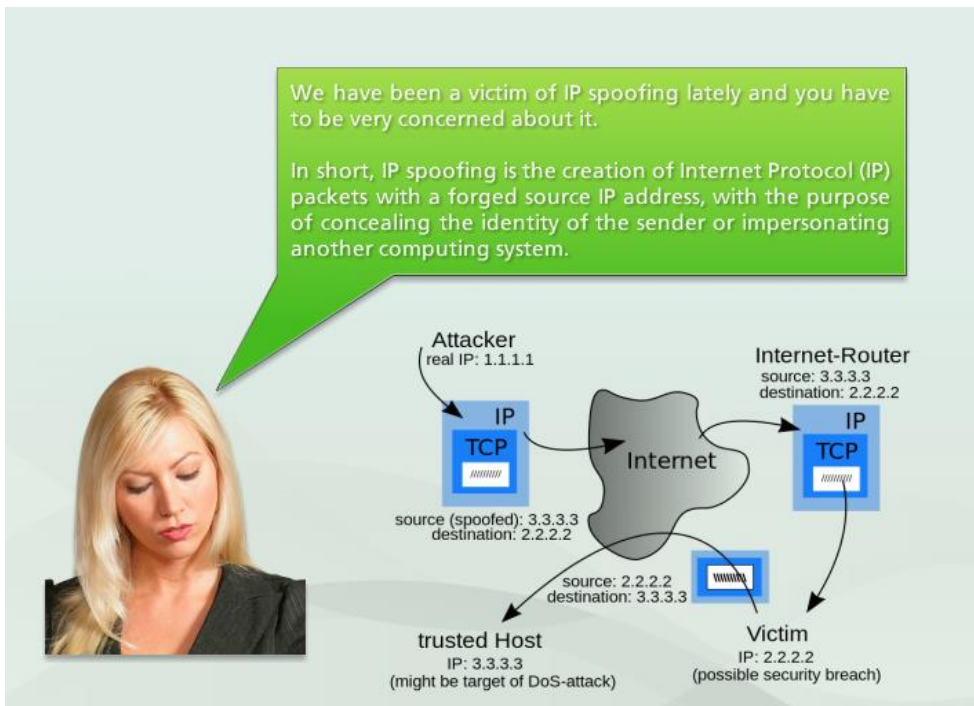 We have been a victim of IP spoofing lately and you have
to be very concerned about it.
In short, IP spoofing is the creation of Internet Protocol (IP)
packets with a forged source IP address, with the purpose
of concealing the identity of the sender or impersonating
another computing system.
Attacker
real IP: 1.1.1.1
IP
TCP
source (spoofed): 3.3.3.3
destination: 2.2.2.2
Internet
Internet-Router
source: 3.3.3.3
destination: 2.2.2.2
IP
TCP
source: 2.2.2.2
destination: 3.3.3.3
trusted Host
IP: 3.3.3.3
(might be target of DoS-attack)
Victim
IP: 2.2.2.2
(possible security breach)